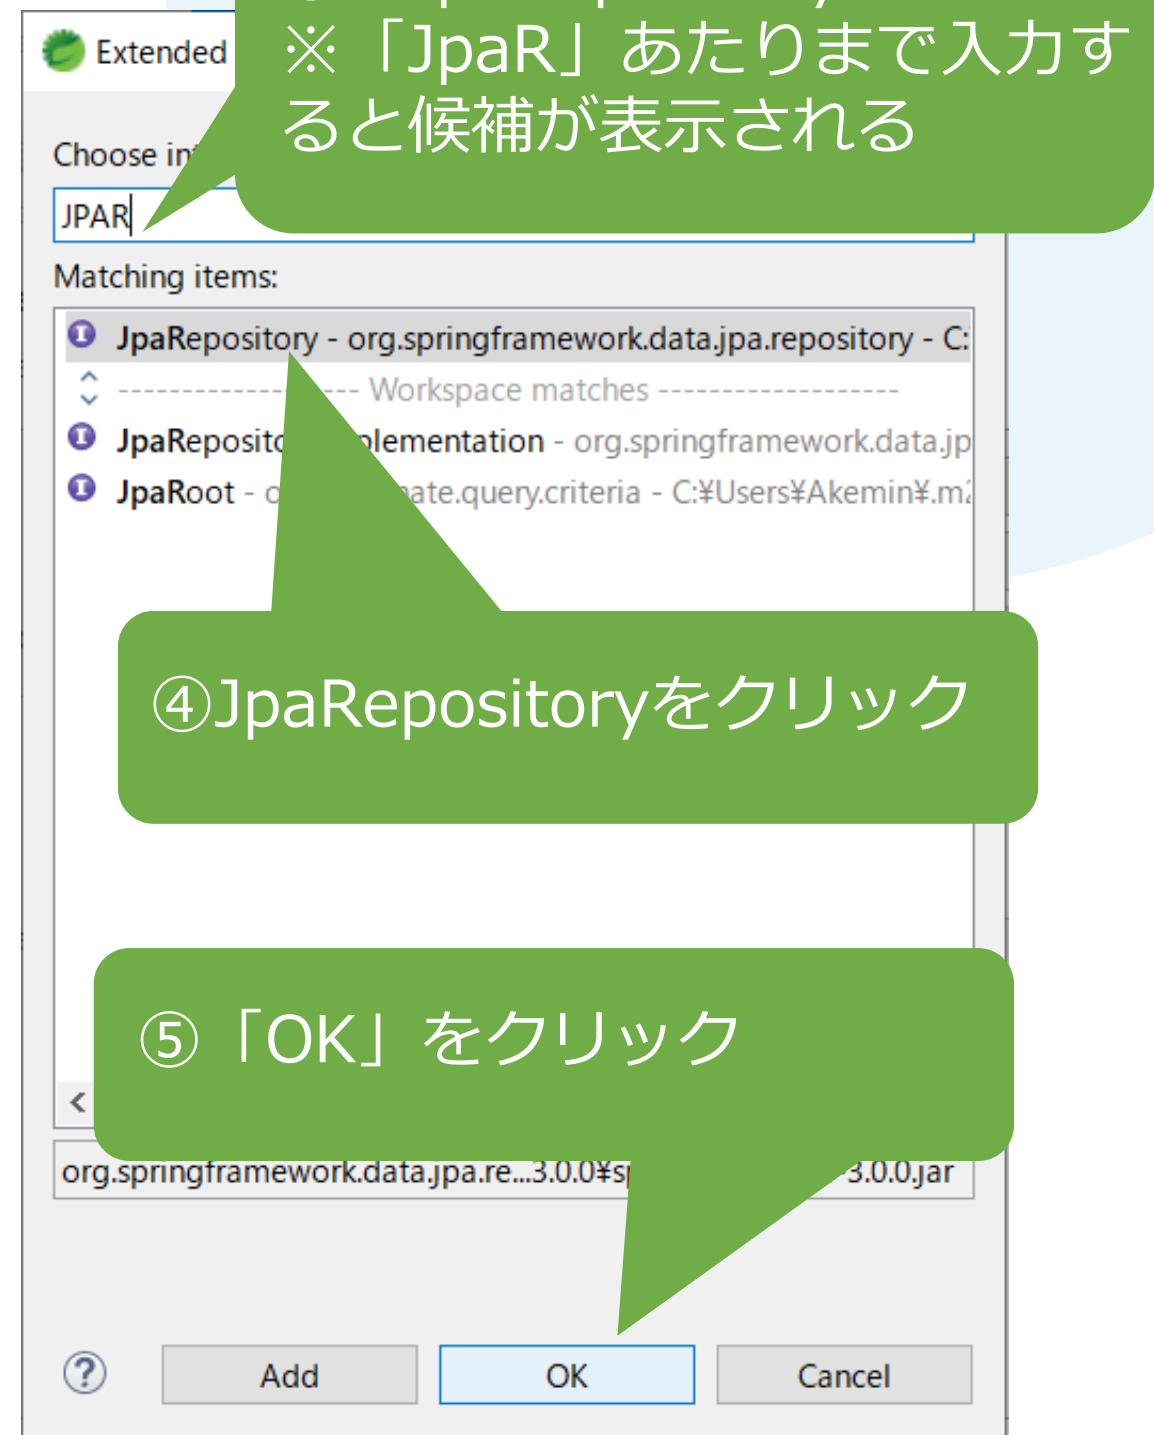 Extended
※「JpaR」あたりまで入力す
ると候補が表示される
Choose
JPAR
Matching items:
JpaRepository - org.springframework.data.jpa.repository - C:
------------------- Workspace matches -------------------
JpaReposito plementation - org.springframework.data.jp
JpaRoot - o ate.query.criteria - C:¥Users¥Akemin¥.m2
④JpaRepositoryをクリック
⑤「OK」をクリック
org.springframework.data.jpa.re...3.0.0¥s 3.0.0.jar
Add
OK
Cancel